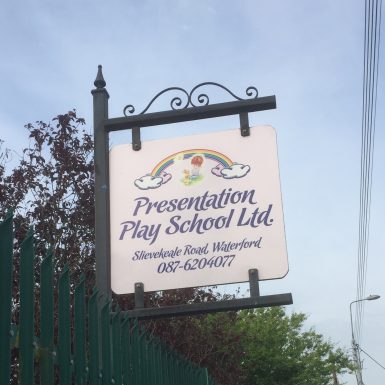 Presentation
Play School Ltd.
Slievekeale Road, Waterford
087-6204077